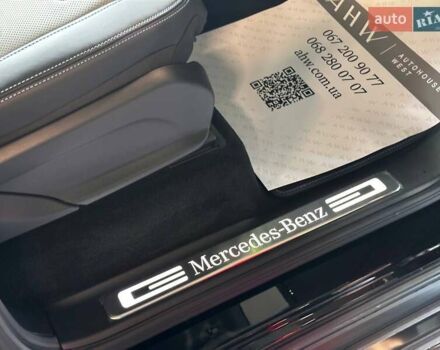 auto RIA
AHW
AUTOHOUSE
WEST
067 200 90 77
068 280 07 07
ahw.com.ua
Mercedes-Benz